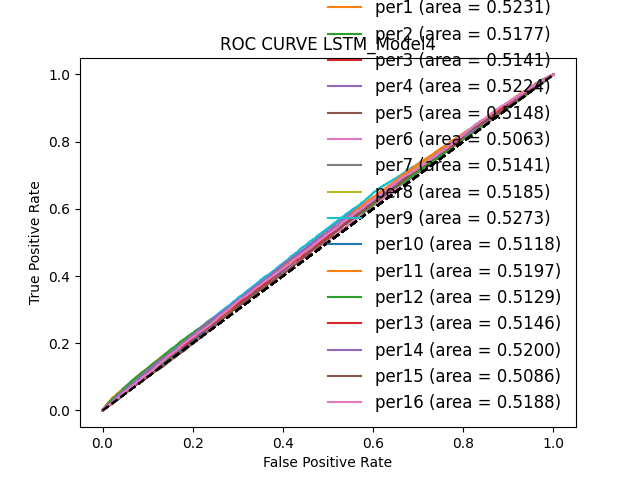 per1 (area = 0.5231)
per2 (area = 0.5177)
ROC CURVE LSTM_Model4
per3 (area = 0.5141)
per4 (area = 0.5224)
per5 (area = 0.5148)
per6 (area = 0.5063)
per7 (area = 0.5141)
per8 (area = 0.5185)
per9 (area = 0.5273)
per10 (area = 0.5118)
per11 (area = 0.5197)
per12 (area = 0.5129)
per13 (area = 0.5146)
per14 (area = 0.5200)
per15 (area = 0.5086)
per16 (area = 0.5188)
True Positive Rate
1.0
0.8
0.6
0.4
0.2
0.0
0.0 0.2 0.4 0.6 0.8 1.0
False Positive Rate